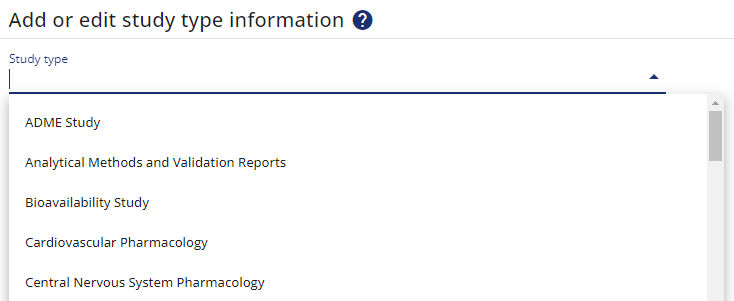 Add or edit study type information ?
Study type
ADME Study
Analytical Methods and Validation Reports
Bioavailability Study
Cardiovascular Pharmacology
Central Nervous System Pharmacology